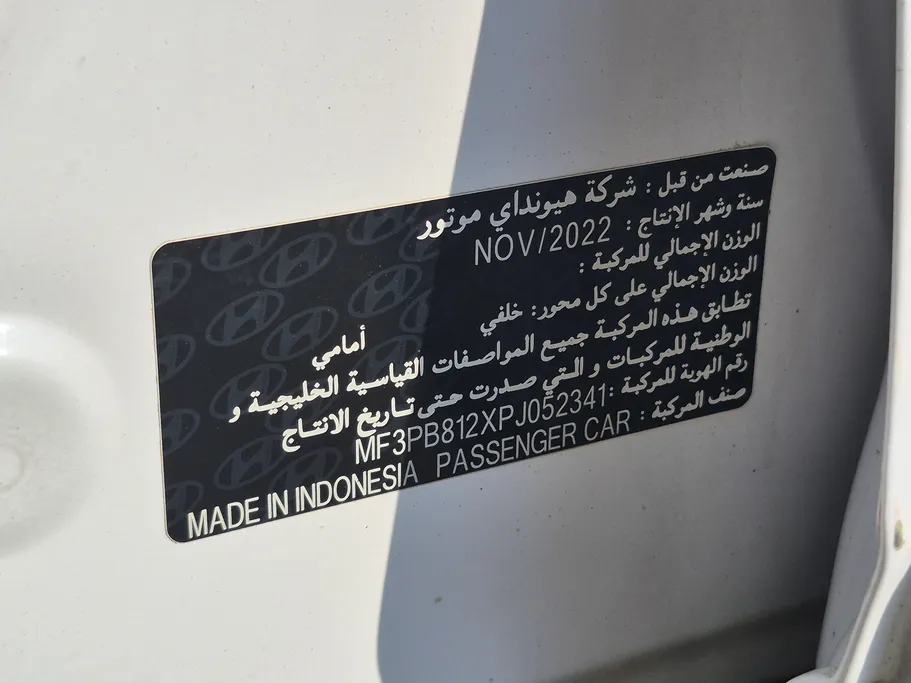 صنعت من قبل : شركة هيونداي موتور
سنة وشهر الإنتاج : NOV/2022
الوزن الإجمالي للمركبة :
الوزن الإجمالي على كل محور: خلفي أمامي
تطابق هذه المركبة جميع المواصفات القياسية الخليجية و
الوطنية للمركبات و التي صدرت حتى تاريخ الانتاج
رقم الهوية للمركبة :MF3PB812XPJ052341
صنف المركبة : PASSENGER CAR
MADE IN INDONESIA